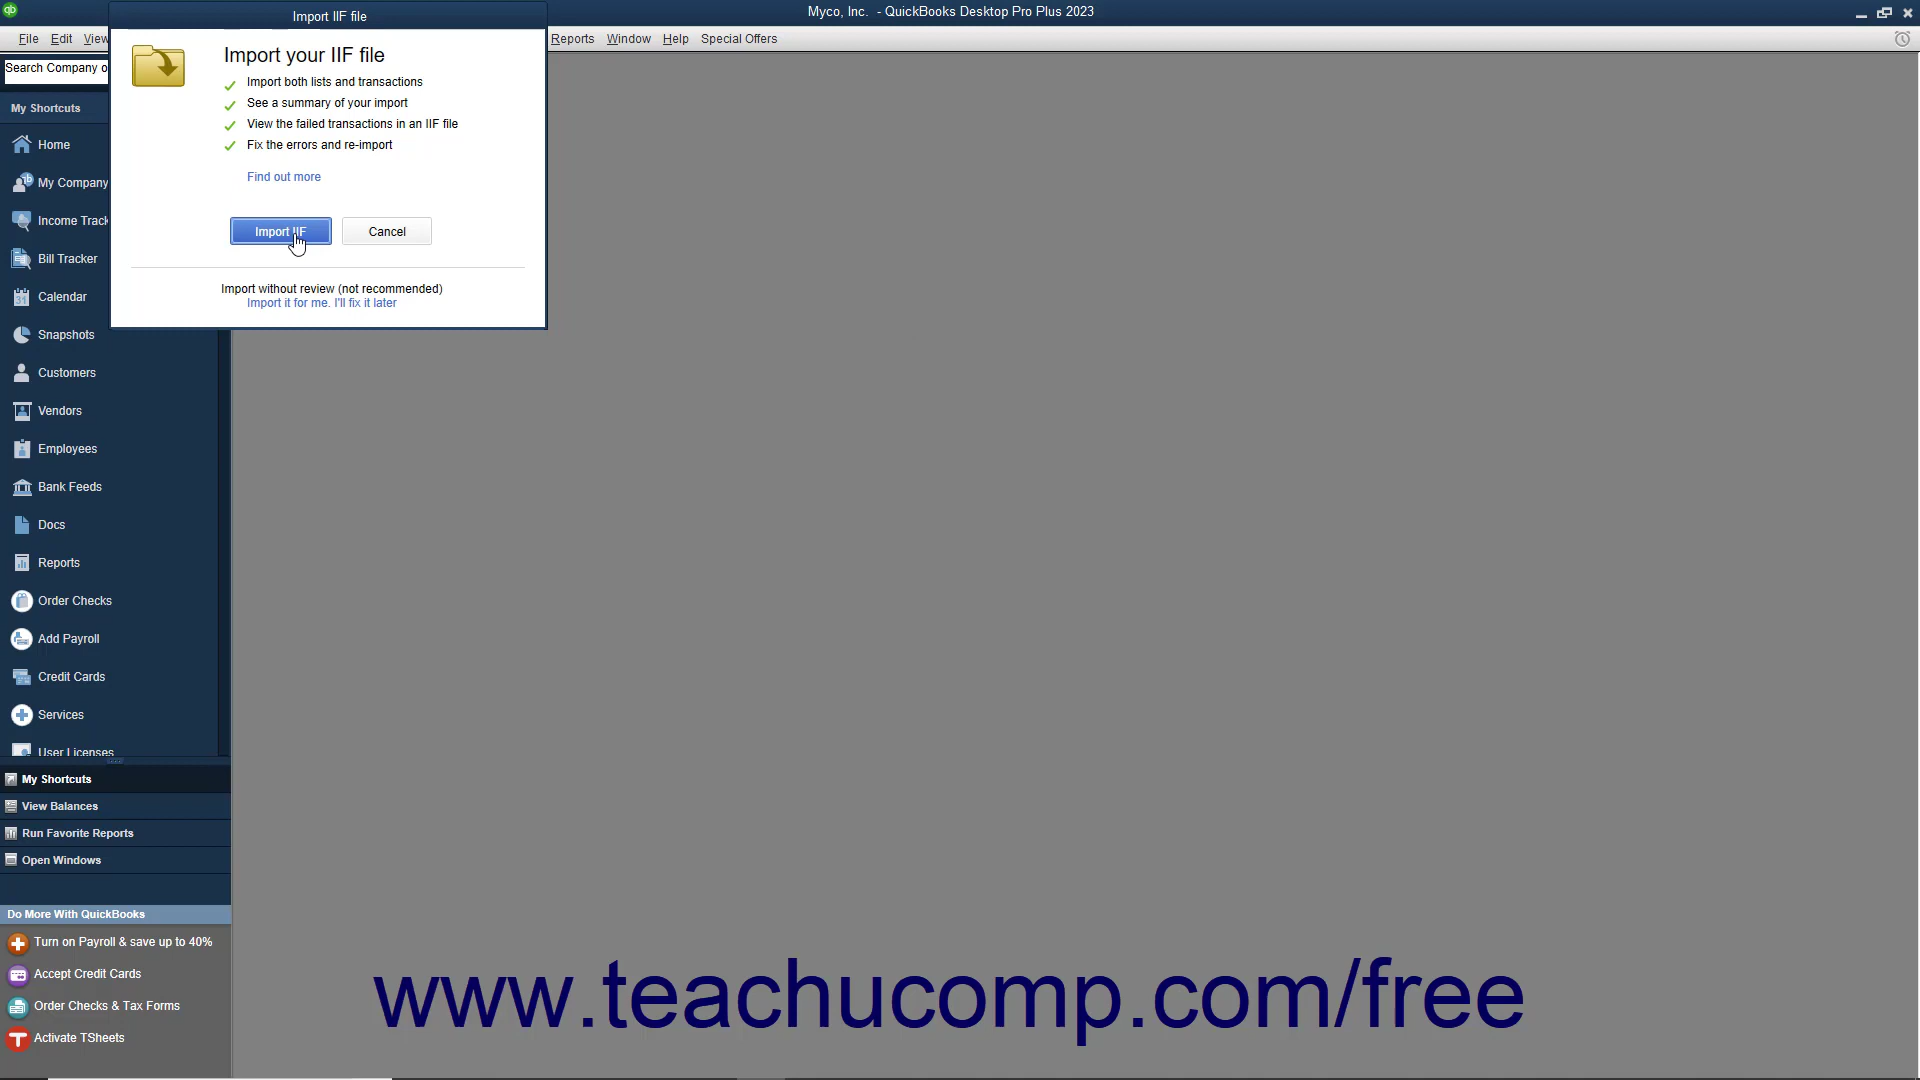 Import IIF file
Myco, Inc. - QuickBooks Desktop Pro Plus 2023
File Edit View Reports Window Help Special Offers
Search Company o
Import your IIF file
Import both lists and transactions
See a summary of your import
View the failed transactions in an IIF file
Fix the errors and re-import
Find out more
Import IIF
Cancel
Import without review (not recommended)
Import it for me. I'll fix it later
My Shortcuts
Home
My Company
Income Track
Bill Tracker
Calendar
Snapshots
Customers
Vendors
Employees
Bank Feeds
Docs
Reports
Order Checks
Add Payroll
Credit Cards
Services
User Licenses
My Shortcuts
View Balances
Run Favorite Reports
Open Windows
Do More With QuickBooks
Turn on Payroll & save up to 40%
Accept Credit Cards
Order Checks & Tax Forms
Activate TSheets
www.teachucomp.com/free